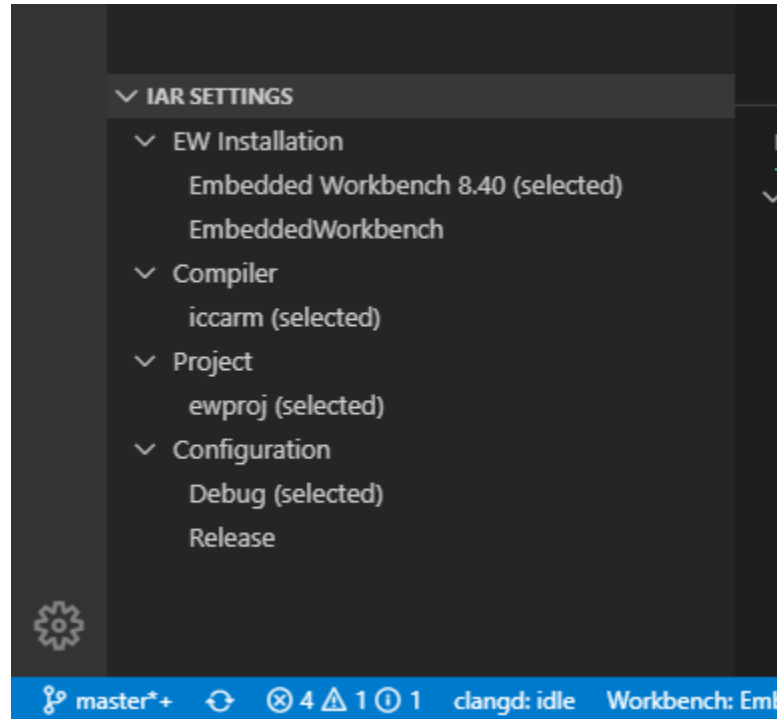 IAR SETTINGS
EW Installation
Embedded Workbench 8.40 (selected)
EmbeddedWorkbench
Compiler
iccarm (selected)
Project
ewproj (selected)
Configuration
Debug (selected)
Release
master*+ 4 1 1 clangd: idle Workbench: